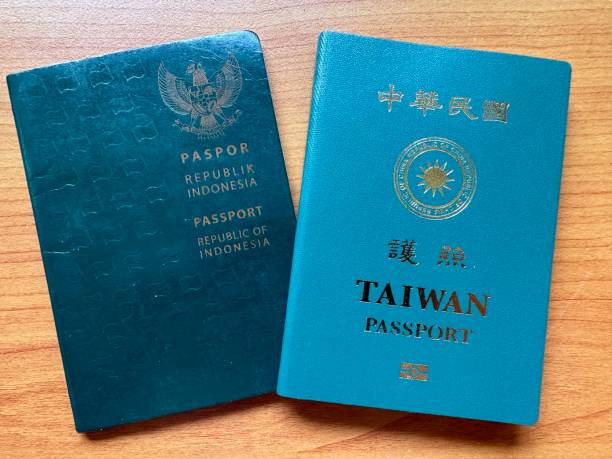 PASPOR
REPUBLIK
INDONESIA
PASSPORT
REPUBLIC OF
INDONESIA
中華民國
護照
TAIWAN
PASSPORT